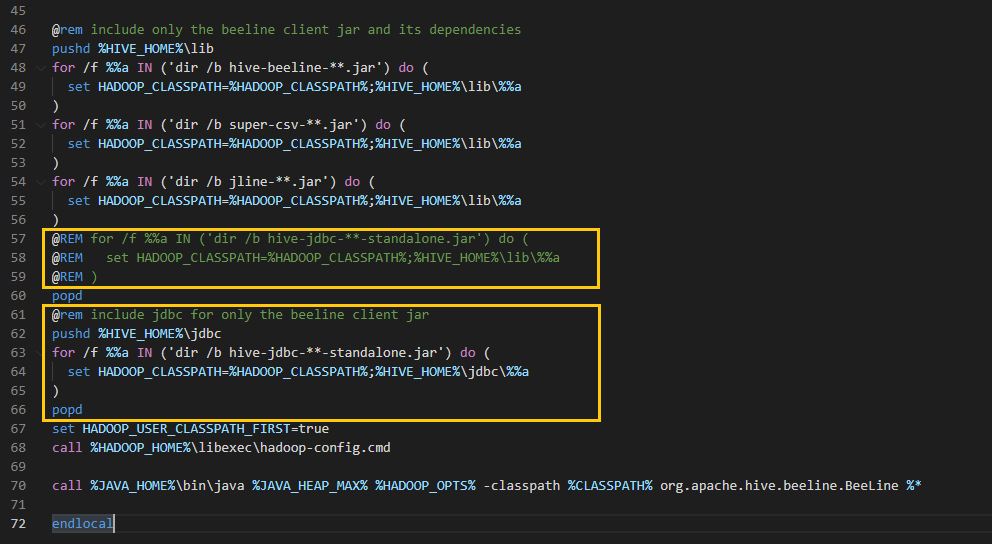 45
46 @rem include only the beeline client jar and its dependencies
47 pushd %HIVE_HOME%\lib
48 for /f %%a IN ('dir /b hive-beeline-**.jar') do (
49   set HADOOP_CLASSPATH=%HADOOP_CLASSPATH%;%HIVE_HOME%\lib\%%a
50 )
51 for /f %%a IN ('dir /b super-csv-**.jar') do (
52   set HADOOP_CLASSPATH=%HADOOP_CLASSPATH%;%HIVE_HOME%\lib\%%a
53 )
54 for /f %%a IN ('dir /b jline-**.jar') do (
55   set HADOOP_CLASSPATH=%HADOOP_CLASSPATH%;%HIVE_HOME%\lib\%%a
56 )
57 @REM for /f %%a IN ('dir /b hive-jdbc-**-standalone.jar') do (
58 @REM   set HADOOP_CLASSPATH=%HADOOP_CLASSPATH%;%HIVE_HOME%\lib\%%a
59 @REM )
60 popd
61 @rem include jdbc for only the beeline client jar
62 pushd %HIVE_HOME%\jdbc
63 for /f %%a IN ('dir /b hive-jdbc-**-standalone.jar') do (
64   set HADOOP_CLASSPATH=%HADOOP_CLASSPATH%;%HIVE_HOME%\jdbc\%%a
65 )
66 popd
67 set HADOOP_USER_CLASSPATH_FIRST=true
68 call %HADOOP_HOME%\libexec\hadoop-config.cmd
69
70 call %JAVA_HOME%\bin\java %JAVA_HEAP_MAX% %HADOOP_OPTS% -classpath %CLASSPATH% org.apache.hive.beeline.BeeLine %*
71
72 endlocal